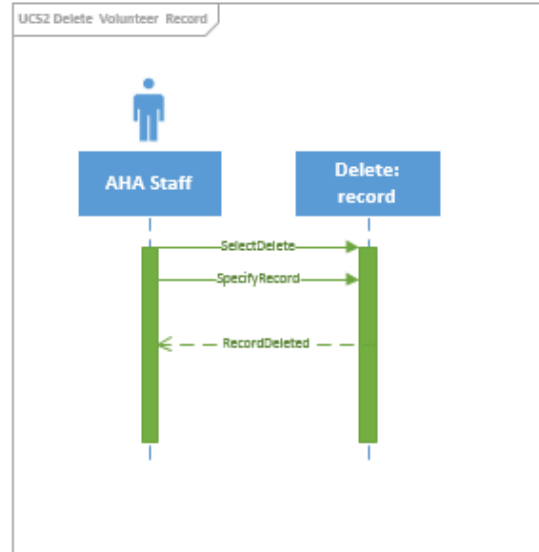 UC52 Delete Volunteer Record
AHA Staff
Delete:
record
SelectDelete
SpecifyRecord
RecordDeleted